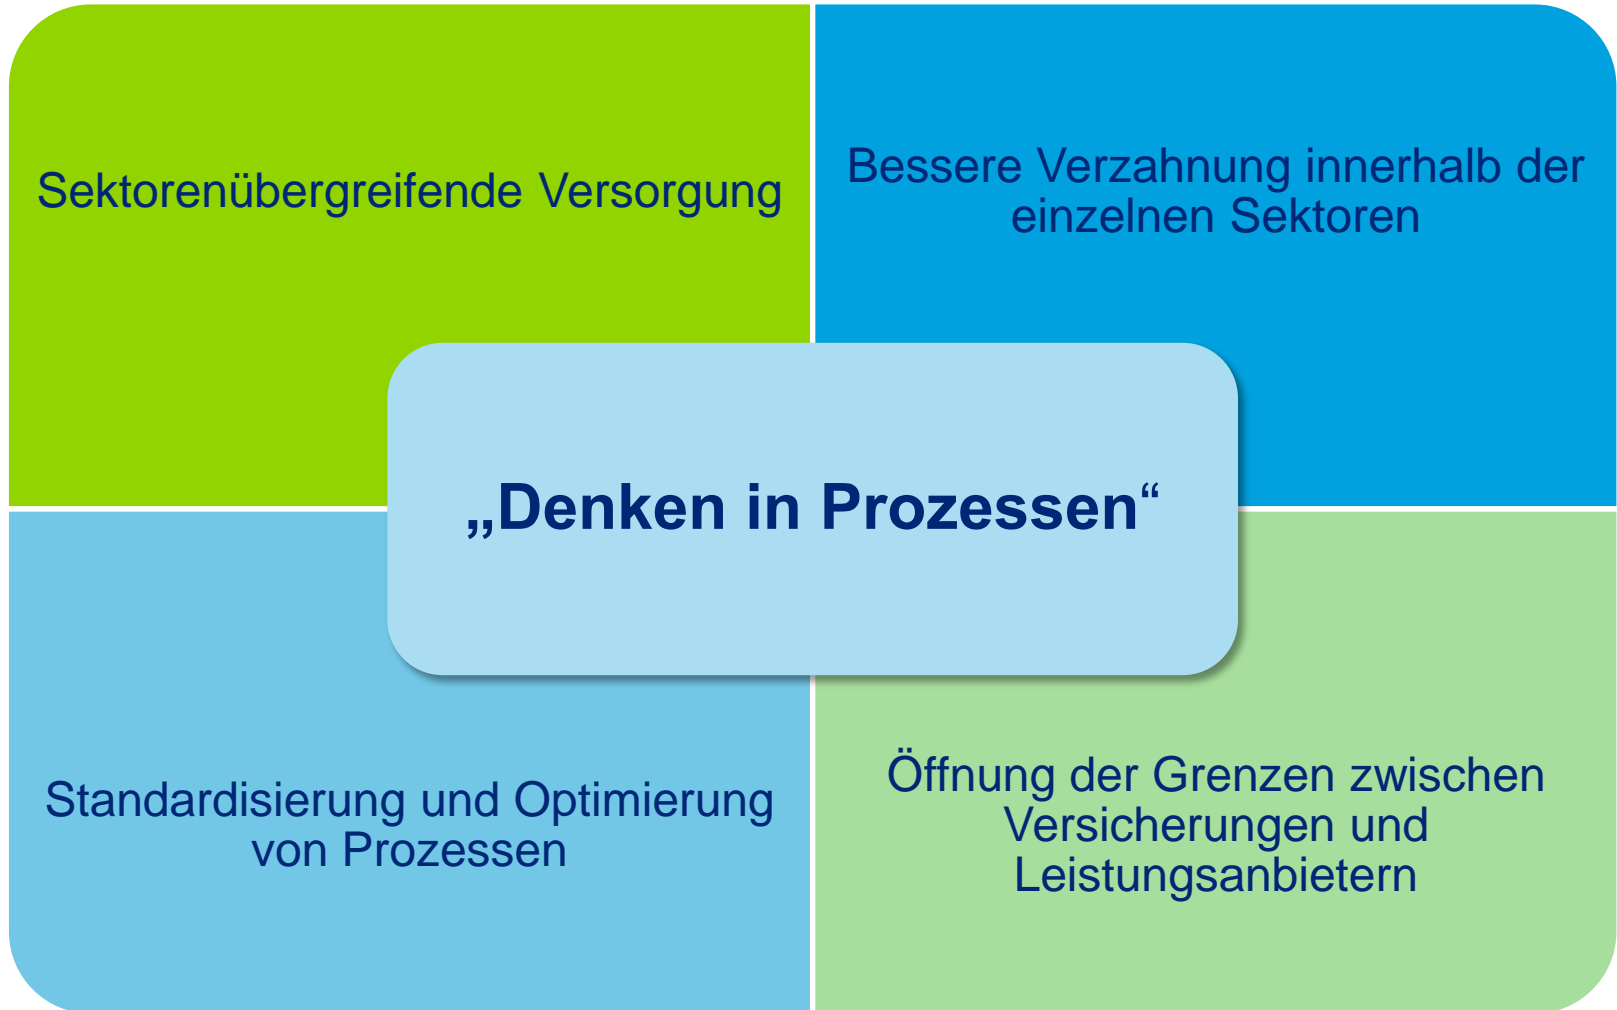 Sektorenübergreifende Versorgung
Bessere Verzahnung innerhalb der
einzelnen Sektoren
„Denken in Prozessen“
Standardisierung und Optimierung
von Prozessen
Öffnung der Grenzen zwischen
Versicherungen und
Leistungsanbietern